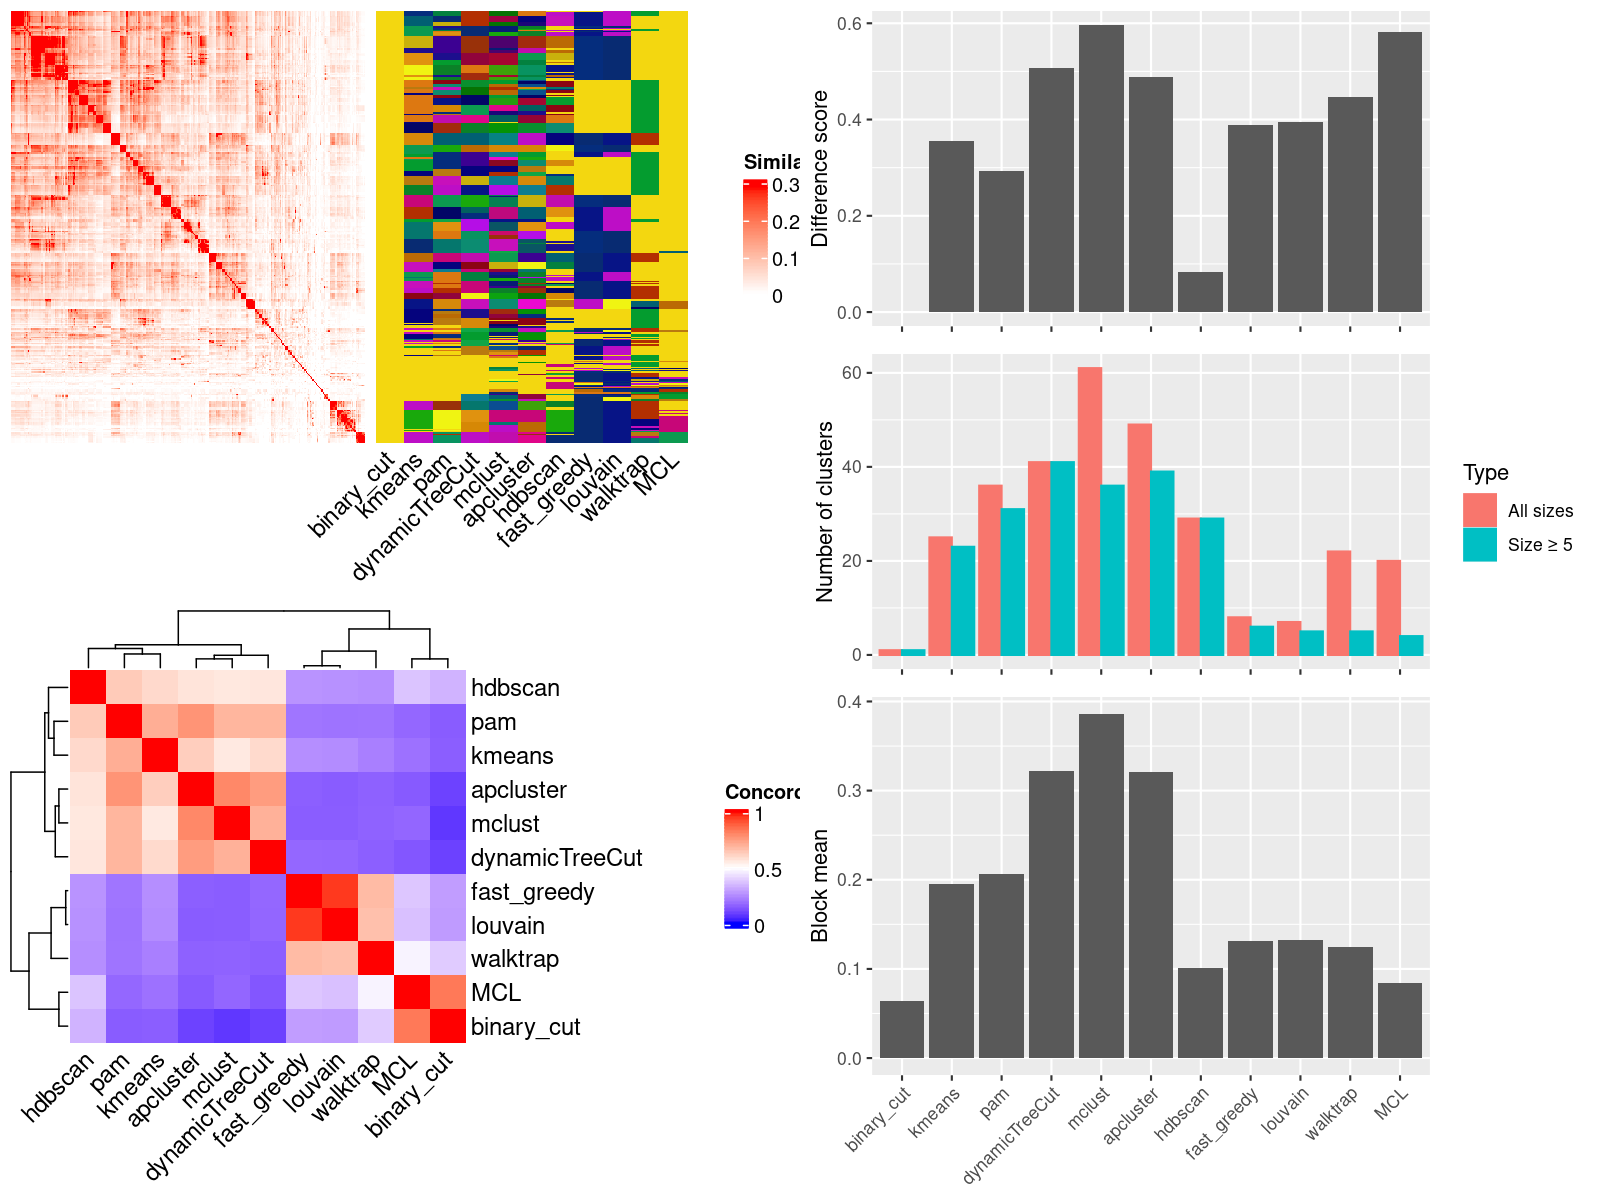 Simila
0.3
0.2
0.1
0
binary_cut
kmeans
pam
dynamicTreeCut
mclust
apcluster
hdbscan
fast_greedy
louvain
walktrap
MCL
hdbscan
pam
kmeans
apcluster
mclust
dynamicTreeCut
fast_greedy
louvain
walktrap
MCL
binary_cut
Concord
1
0.5
0
hdbscan
pam
kmeans
apcluster
mclust
dynamicTreeCut
fast_greedy
louvain
walktrap
MCL
binary_cut
Difference score
0.6
0.4
0.2
0.0
Number of clusters
60
40
20
0
Type
All sizes
Size ≥ 5
Block mean
0.4
0.3
0.2
0.1
0.0
binary_cut
kmeans
pam
dynamicTreeCut
mclust
apcluster
hdbscan
fast_greedy
louvain
walktrap
MCL